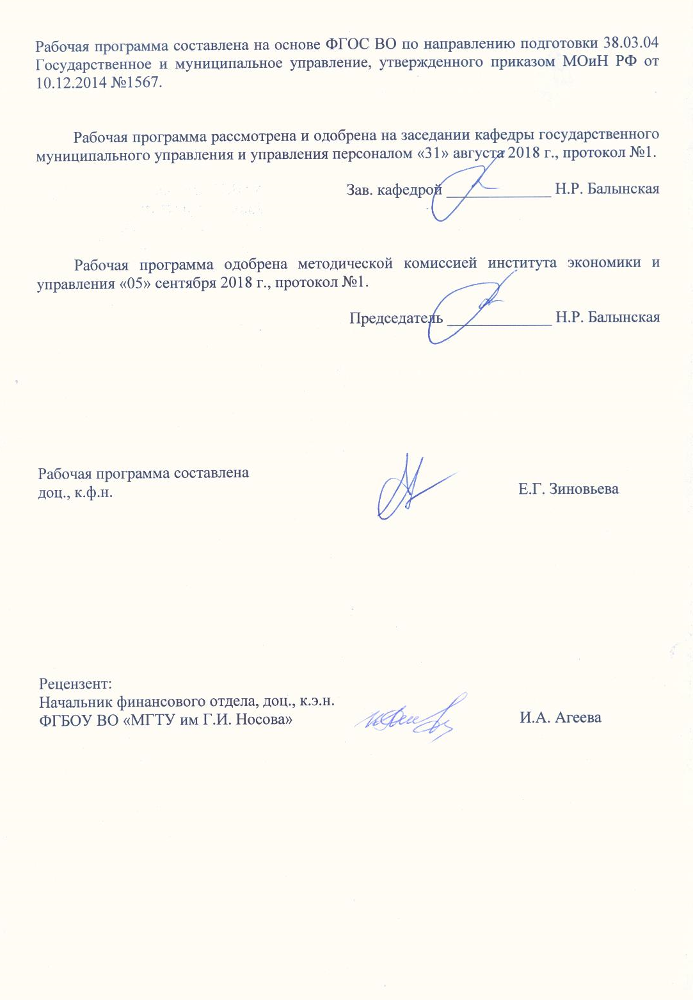 Рабочая программа составлена на основе ФГОС ВО по направлению подготовки 38.03.04
Государственное и муниципальное управление, утвержденного приказом МОиН РФ от
10.12.2014 №1567.
Рабочая программа рассмотрена и одобрена на заседании кафедры государственного
муниципального управления и управления персоналом «31» августа 2018 г., протокол №1.
Зав. кафедрой _____________ Н.Р. Балынская
Рабочая программа одобрена методической комиссией института экономики и
управления «05» сентября 2018 г., протокол №1.
Председатель _____________ Н.Р. Балынская
Рабочая программа составлена
доц., к.ф.н. Е.Г. Зиновьева
Рецензент:
Начальник финансового отдела, доц., к.э.н.
ФГБОУ ВО «МГТУ им Г.И. Носова» И.А. Агеева